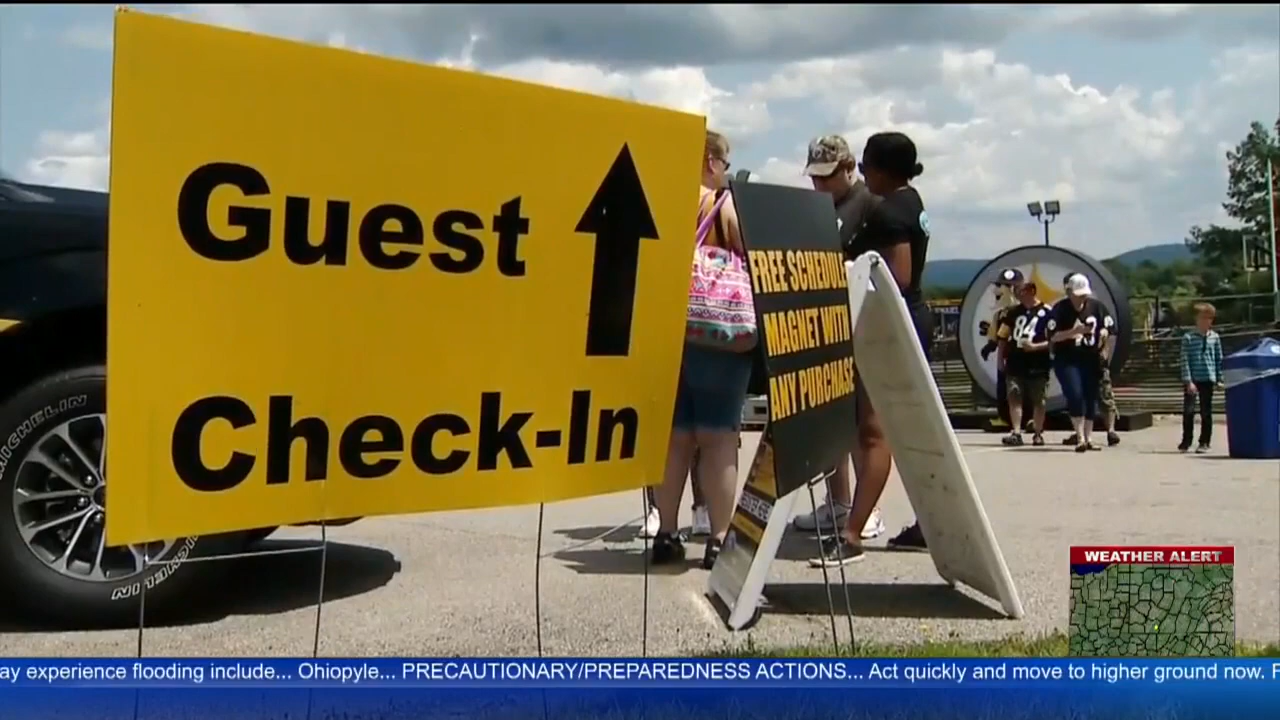 Guest
Check-In
FREE SCHEDULE
MAGNET WITH
ANY PURCHASE
MICHELIN
MICHELIN
84
WEATHER ALERT
ay experience flooding include... Ohiopyle... PRECAUTIONARY/PREPAREDNESS ACTIONS... Act quickly and move to higher ground now. F